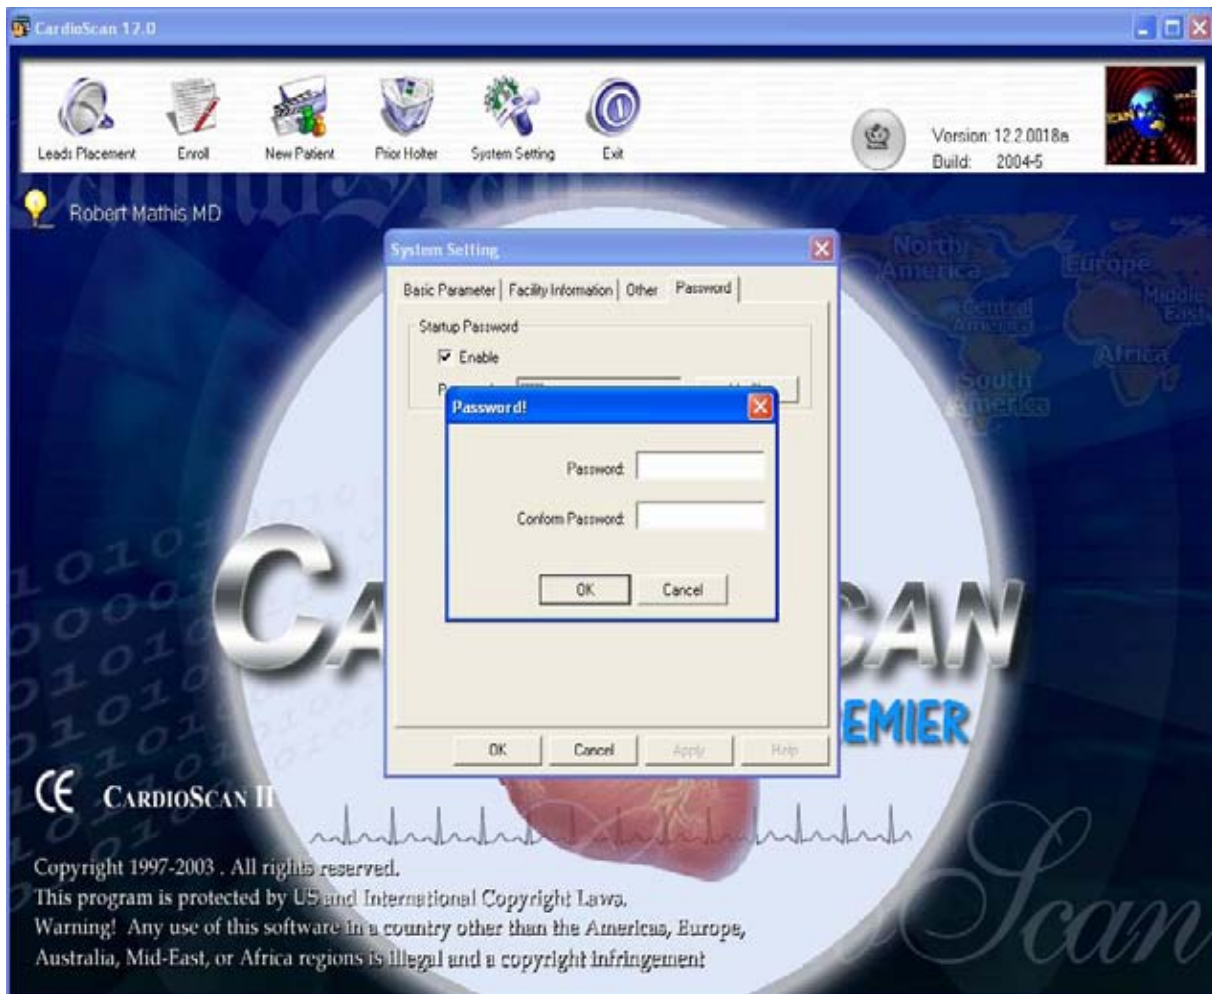 CardioScan 12.0
Leads Placement
Enroll
New Patient
Prior Holter
System Setting
Exit
Version: 12.2.0018a
Build: 2004-5
Robert Mathis MD
North America
Europe
Central America
Middle East
Africa
South America
System Setting
Basic Parameter
Facility Information
Other
Password
Startup Password
Enable
Password!
Password:
Conform Password:
OK
Cancel
OK
Cancel
Apply
Help
CE
CARDIOSCAN II
Copyright 1997-2003 . All rights reserved.
This program is protected by US and International Copyright Laws.
Warning! Any use of this software in a country other than the Americas, Europe,
Australia, Mid-East, or Africa regions is illegal and a copyright infringement
Scan